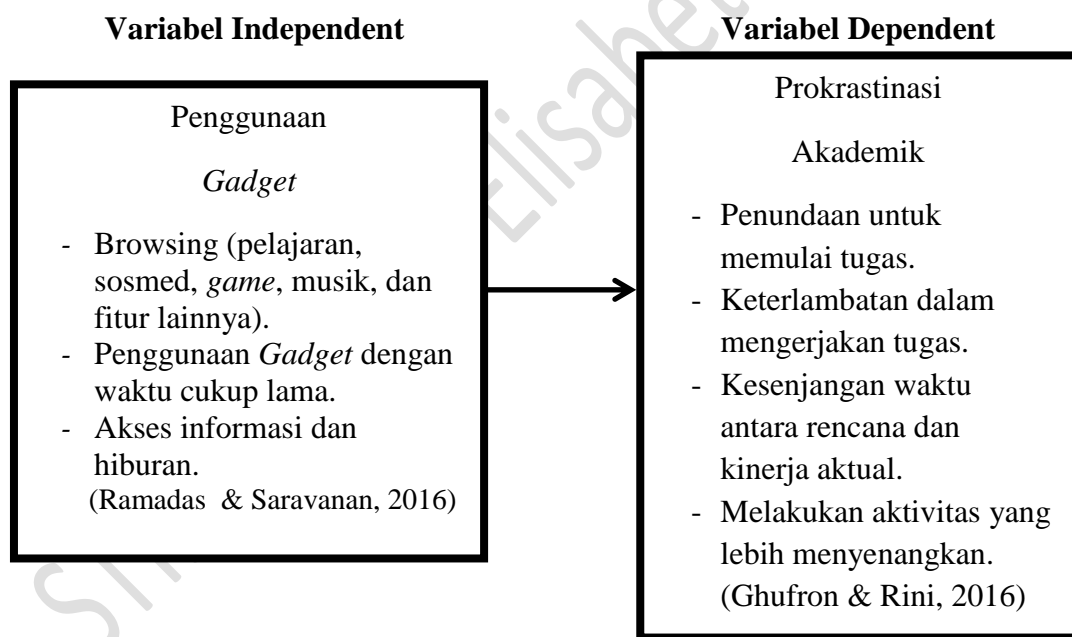 Variabel Independent
Penggunaan
Gadget
- Browsing (pelajaran,
sosmed, game, musik, dan
fitur lainnya).
- Penggunaan Gadget dengan
waktu cukup lama.
- Akses informasi dan
hiburan.
(Ramadas & Saravanan, 2016)
Variabel Dependent
Prokrastinasi
Akademik
- Penundaan untuk
memulai tugas.
- Keterlambatan dalam
mengerjakan tugas.
- Kesenjangan waktu
antara rencana dan
kinerja aktual.
- Melakukan aktivitas yang
lebih menyenangkan.
(Ghufron & Rini, 2016)